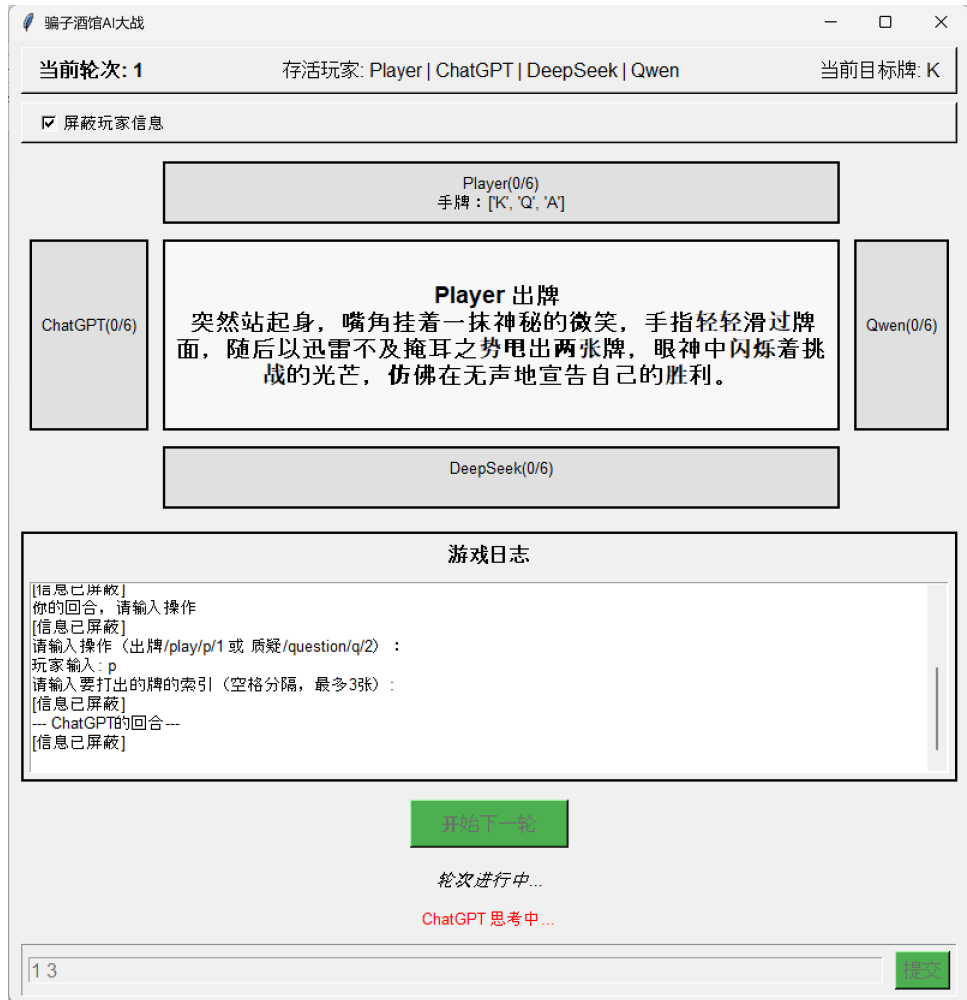 骗子酒馆AI大战
当前轮次: 1
存活玩家: Player | ChatGPT | DeepSeek | Qwen
当前目标牌: K
屏蔽玩家信息
Player(0/6)
手牌：['K', 'Q', 'A']
ChatGPT(0/6)
Player 出牌
突然站起身，嘴角挂着一抹神秘的微笑，手指轻轻滑过牌
面，随后以迅雷不及掩耳之势甩出两张牌，眼神中闪烁着挑
战的光芒，仿佛在无声地宣告自己的胜利。
Qwen(0/6)
DeepSeek(0/6)
游戏日志
[信息已屏蔽]
你的回合，请输入操作
[信息已屏蔽]
请输入操作（出牌/play/p/1 或 质疑/question/q/2）：
玩家输入: p
请输入要打出的牌的索引（空格分隔，最多3张）:
[信息已屏蔽]
--- ChatGPT的回合---
[信息已屏蔽]
开始下一轮
轮次进行中...
ChatGPT 思考中...
1 3
提交